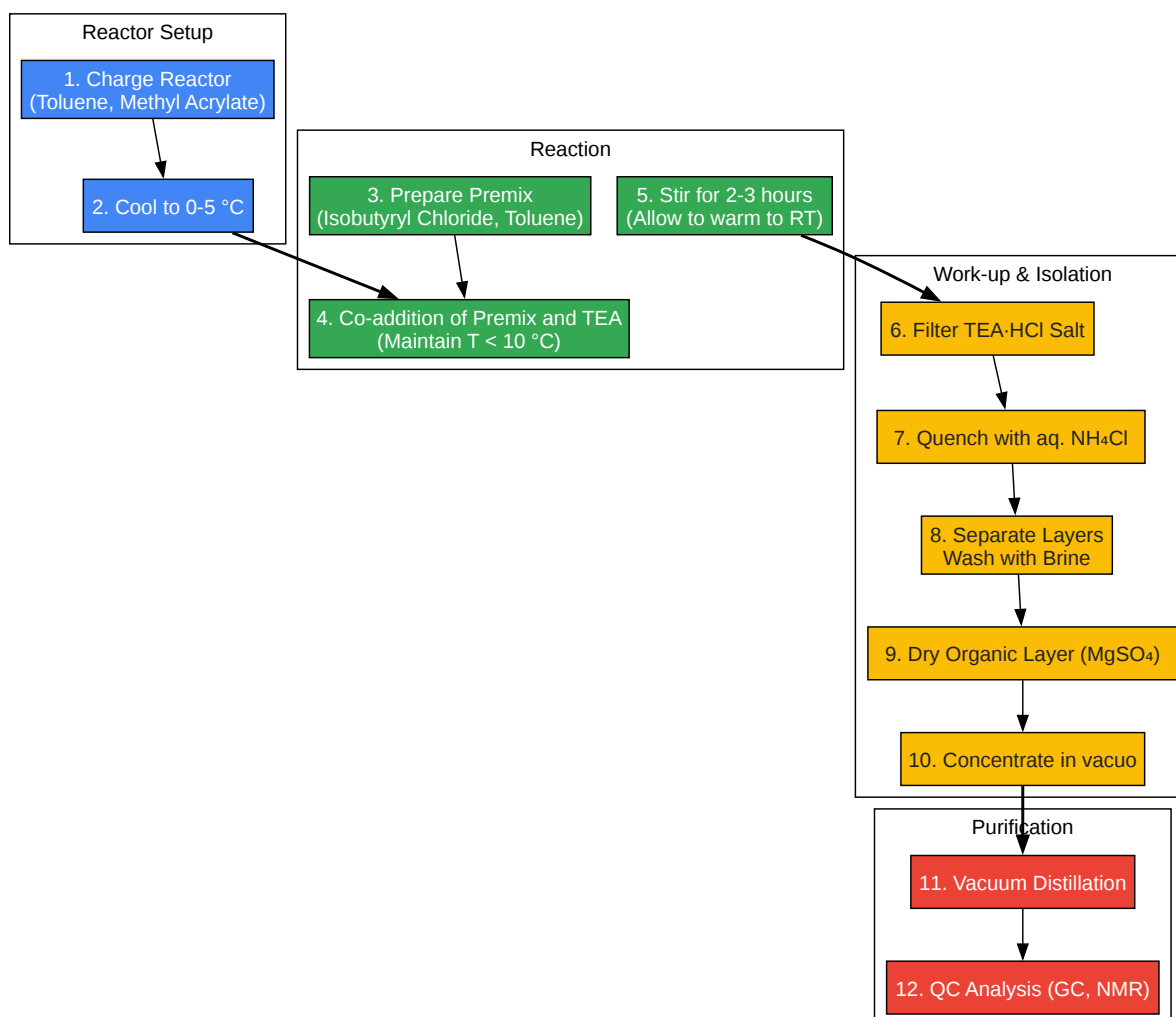 Reactor Setup
1. Charge Reactor
(Toluene, Methyl Acrylate)
2. Cool to 0-5 °C
Reaction
3. Prepare Premix
(Isobutyryl Chloride, Toluene)
5. Stir for 2-3 hours
(Allow to warm to RT)
4. Co-addition of Premix and TEA
(Maintain T < 10 °C)
Work-up & Isolation
6. Filter TEA·HCl Salt
7. Quench with aq. NH₄Cl
8. Separate Layers
Wash with Brine
9. Dry Organic Layer (MgSO₄)
10. Concentrate in vacuo
Purification
11. Vacuum Distillation
12. QC Analysis (GC, NMR)